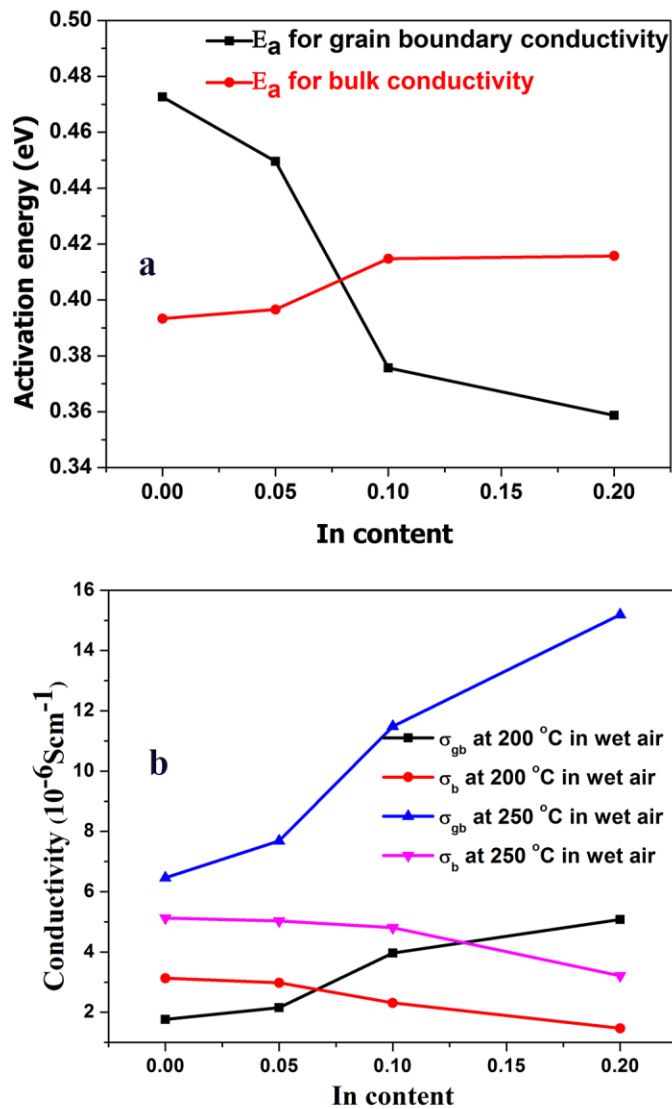 0.50
0.48
0.46
0.44
0.42
0.40
0.38
0.36
0.34
Activation energy (eV)
Ea for grain boundary conductivity
Ea for bulk conductivity
a
0.00 0.05 0.10 0.15 0.20
In content
16
14
12
10
8
6
4
2
Conductivity (10-6Scm-1)
σgb at 200 °C in wet air
σb at 200 °C in wet air
σgb at 250 °C in wet air
σb at 250 °C in wet air
b
0.00 0.05 0.10 0.15 0.20
In content